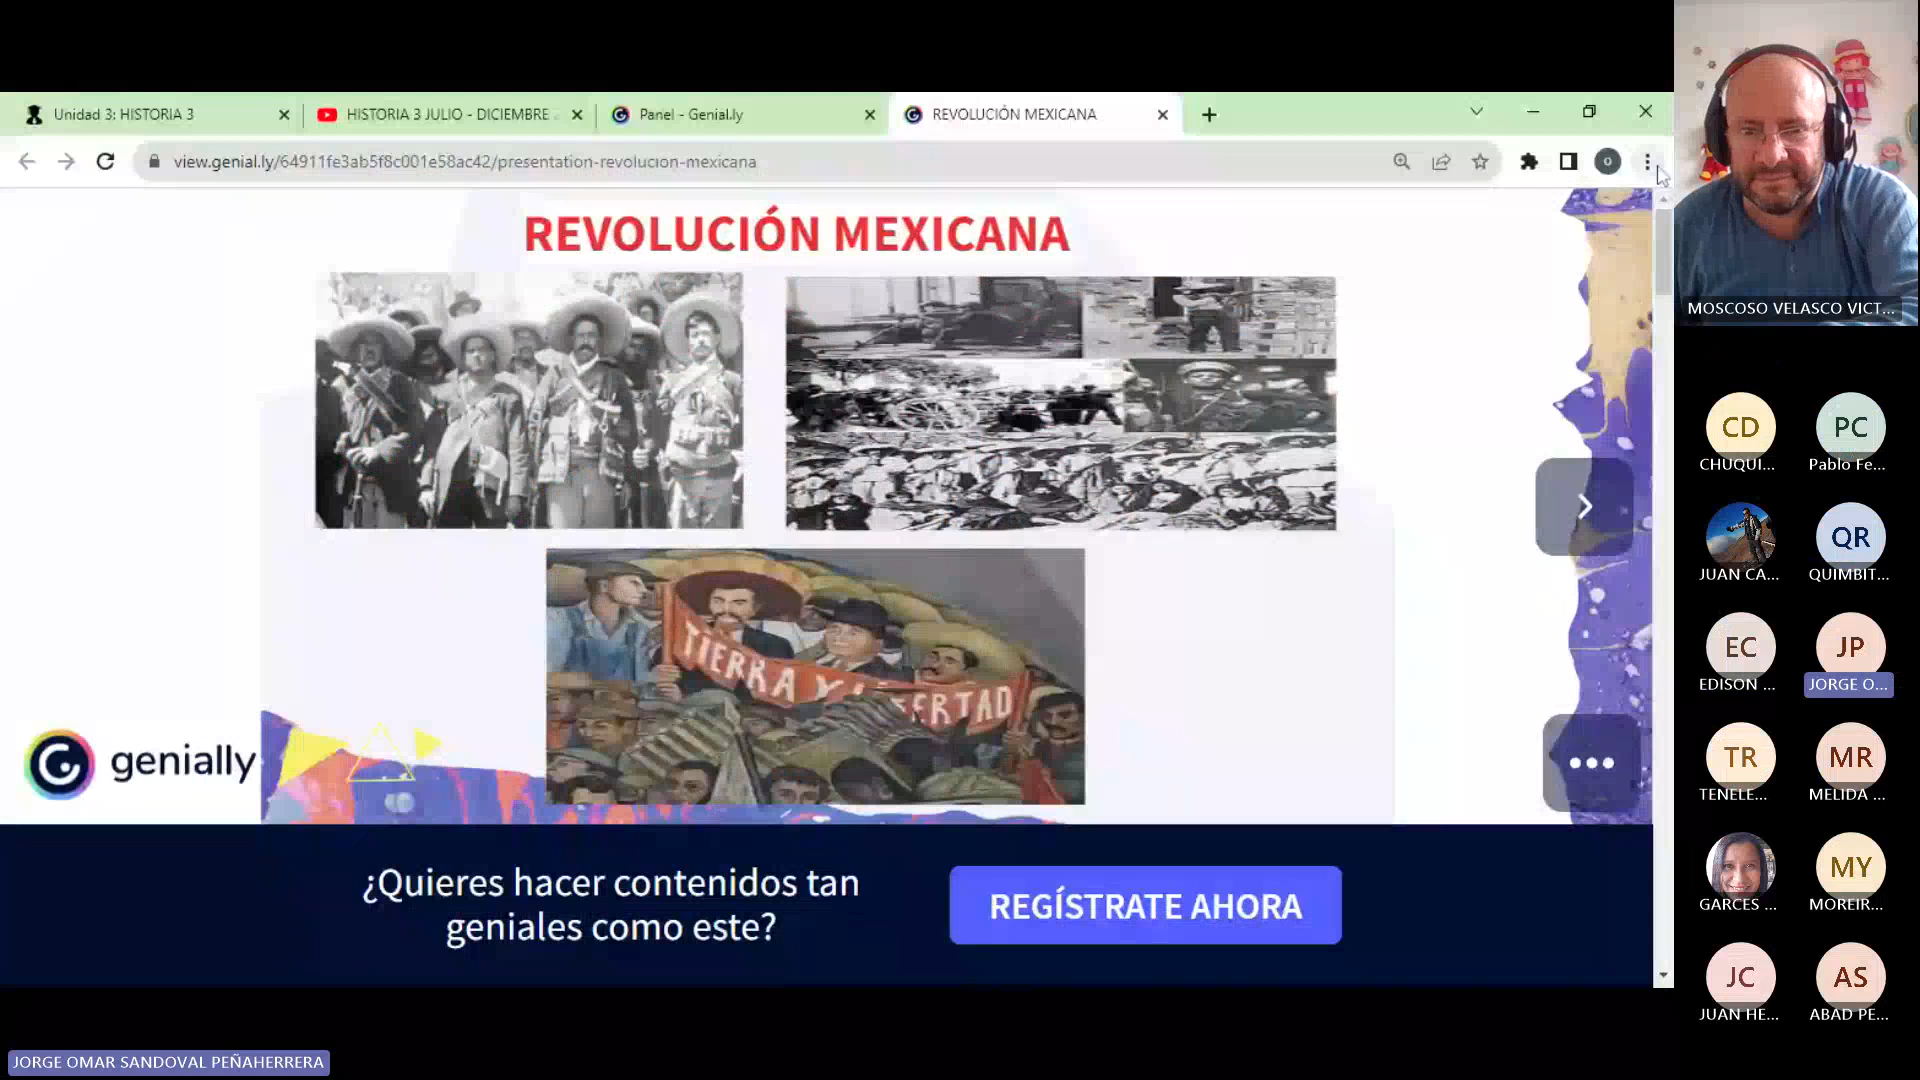 Unidad 3: HISTORIA 3
HISTORIA 3 JULIO - DICIEMBRE
Panel - Genial.ly
REVOLUCIÓN MEXICANA
view.genial.ly/64911fe3ab5f8c001e58ac42/presentation-revolucion-mexicana
REVOLUCIÓN MEXICANA
TIERRA Y LIBERTAD
genially
¿Quieres hacer contenidos tan
geniales como este?
REGÍSTRATE AHORA
MOSCOSO VELASCO VICT...
CD
PC
CHUQUI...
Pablo Fe...
QR
JUAN CA...
QUIMBIT...
EC
JP
EDISON ...
JORGE O...
TR
MR
TENELE...
MELIDA ...
MY
GARCES ...
MOREIR...
JC
AS
JUAN HE...
ABAD PE...
JORGE OMAR SANDOVAL PEÑAHERRERA